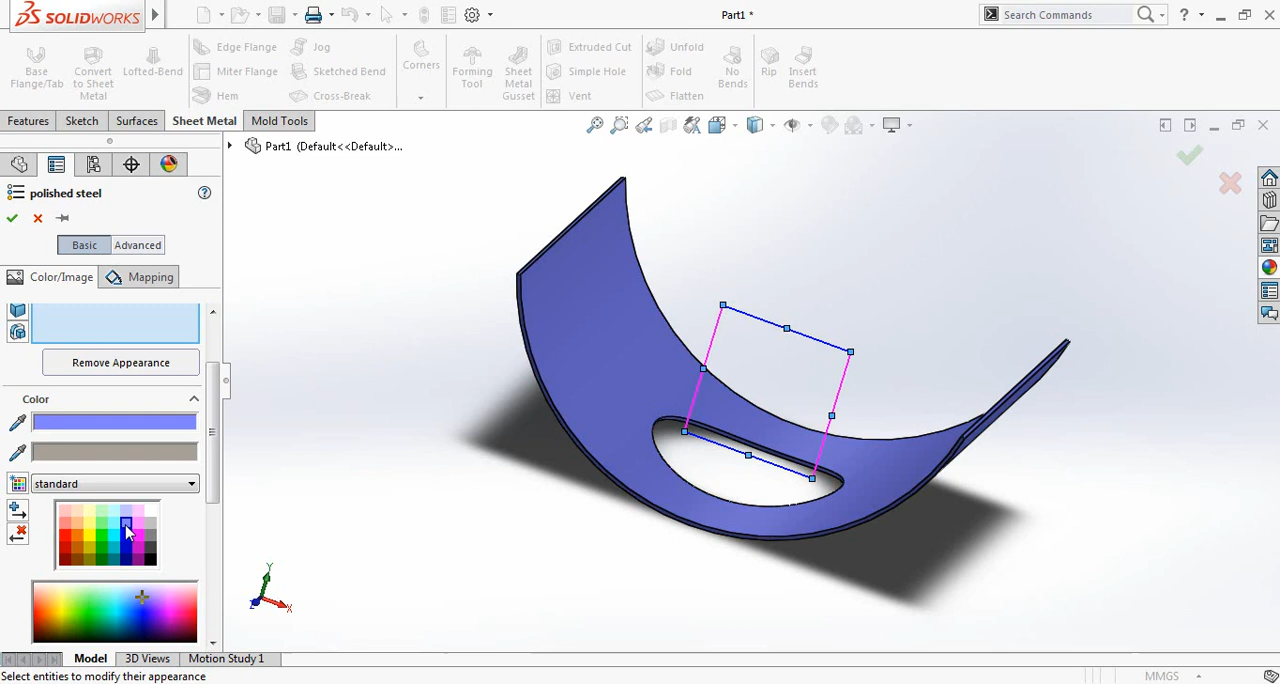 SOLIDWORKS
Part1 *
Search Commands
?
Base Flange/Tab
Convert to Sheet Metal
Lofted-Bend
Edge Flange
Miter Flange
Hem
Jog
Sketched Bend
Cross-Break
Corners
Forming Tool
Sheet Metal Gusset
Extruded Cut
Simple Hole
Vent
Unfold
Fold
Flatten
No Bends
Rip
Insert Bends
Features
Sketch
Surfaces
Sheet Metal
Mold Tools
Part1 (Default<<Default>...
polished steel
?
Basic
Advanced
Color/Image
Mapping
Remove Appearance
Color
standard
Y
X
Z
Model
3D Views
Motion Study 1
Select entities to modify their appearance
MMGS